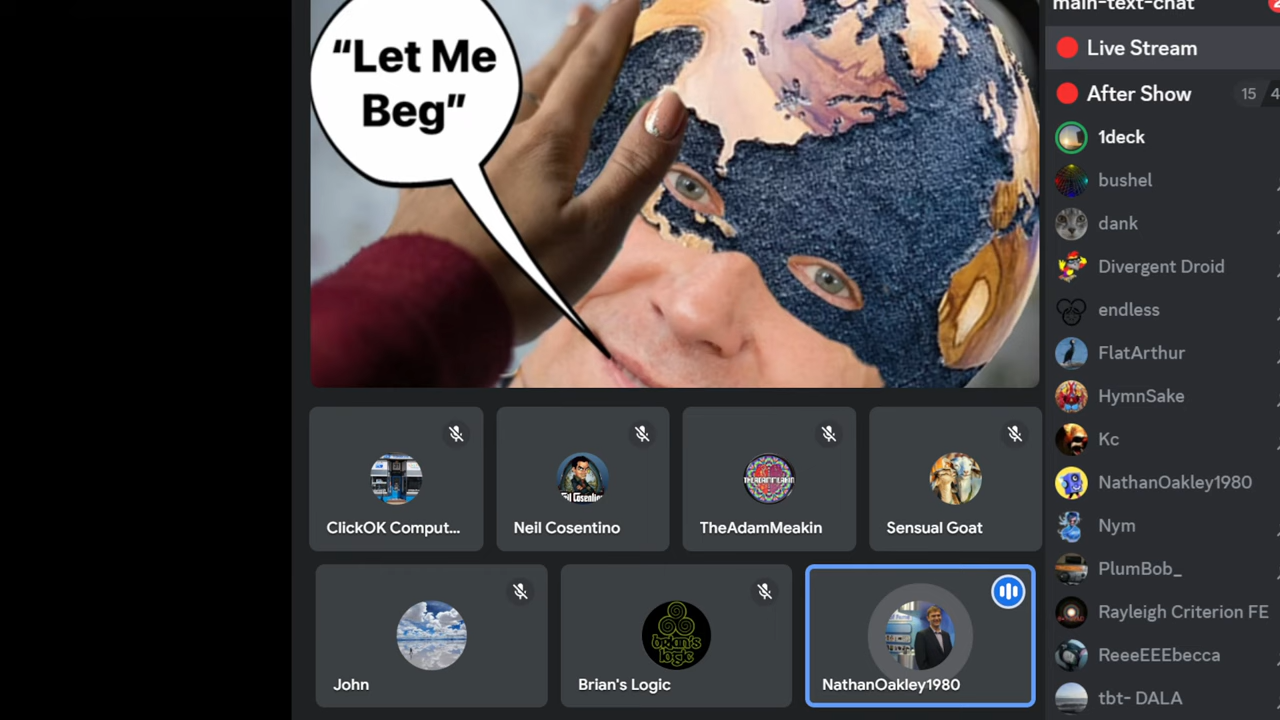 main-text-chat
Live Stream
After Show
15
1deck
bushel
dank
Divergent Droid
endless
FlatArthur
HymnSake
Kc
NathanOakley1980
Nym
PlumBob_
Rayleigh Criterion FE
ReeeEEEbecca
tbt- DALA
“Let Me
Beg”
ClickOK Comput...
Neil Cosentino
TheAdamMeakin
Sensual Goat
John
brian's
logic
Brian's Logic
NathanOakley1980